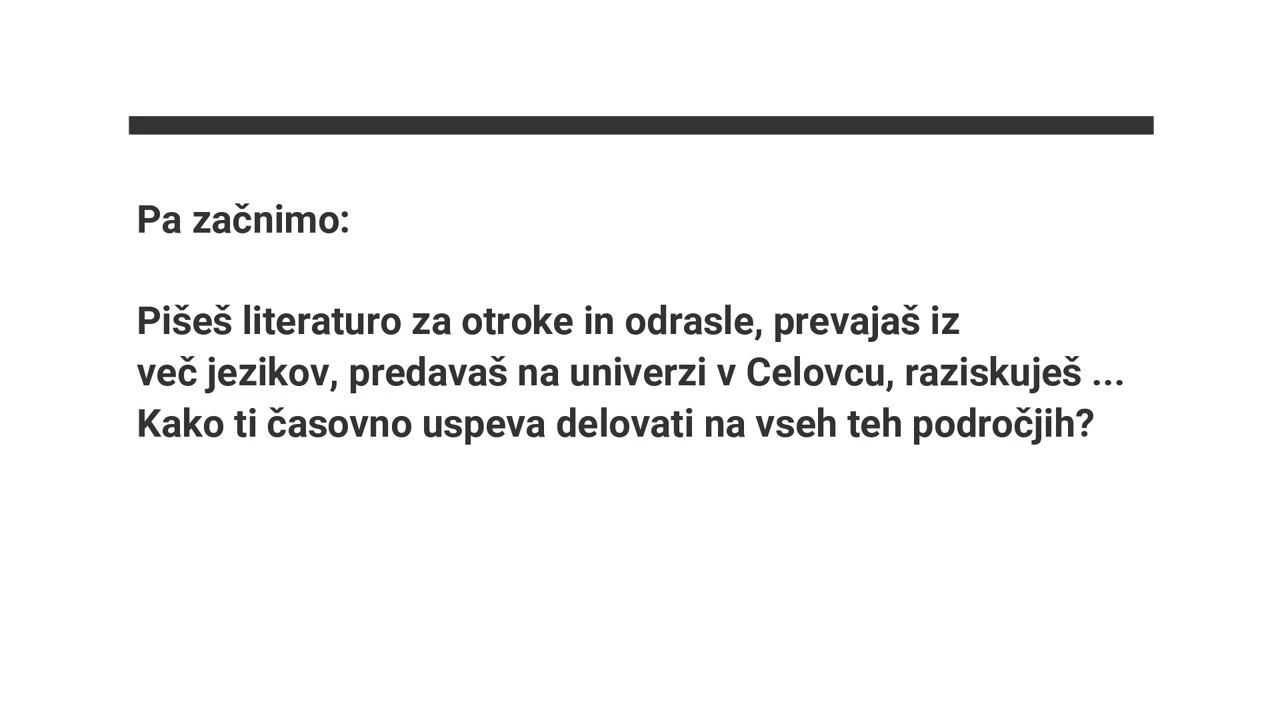 Pa začnimo:
Pišeš literaturo za otroke in odrasle, prevajaš iz
več jezikov, predavaš na univerzi v Celovcu, raziskuješ ...
Kako ti časovno uspeva delovati na vseh teh področjih?